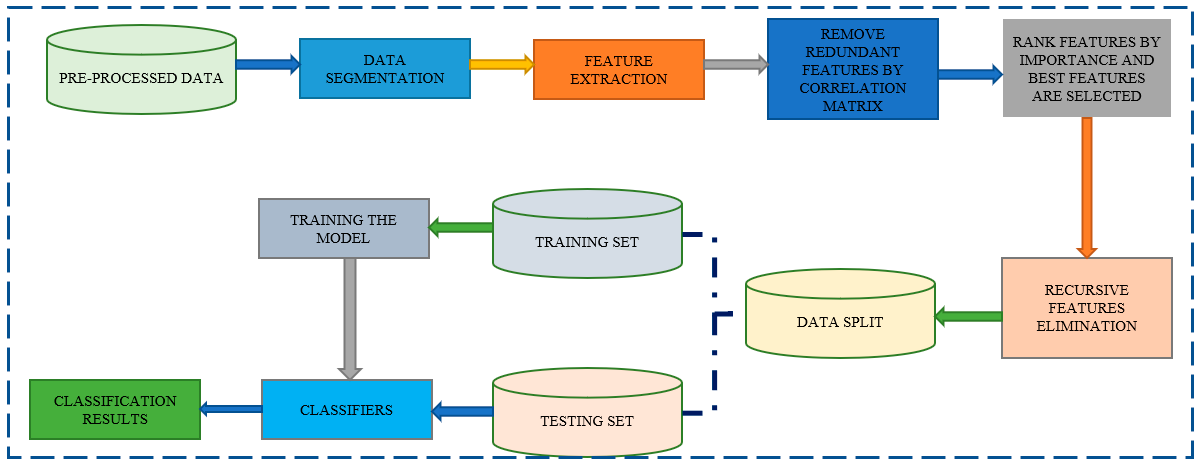 PRE-PROCESSED DATA
DATA
SEGMENTATION
FEATURE
EXTRACTION
REMOVE
REDUNDANT
FEATURES BY
CORRELATION
MATRIX
RANK FEATURES BY
IMPORTANCE AND
BEST FEATURES
ARE SELECTED
RECURSIVE
FEATURES
ELIMINATION
DATA SPLIT
TRAINING SET
TRAINING THE
MODEL
TESTING SET
CLASSIFIERS
CLASSIFICATION
RESULTS